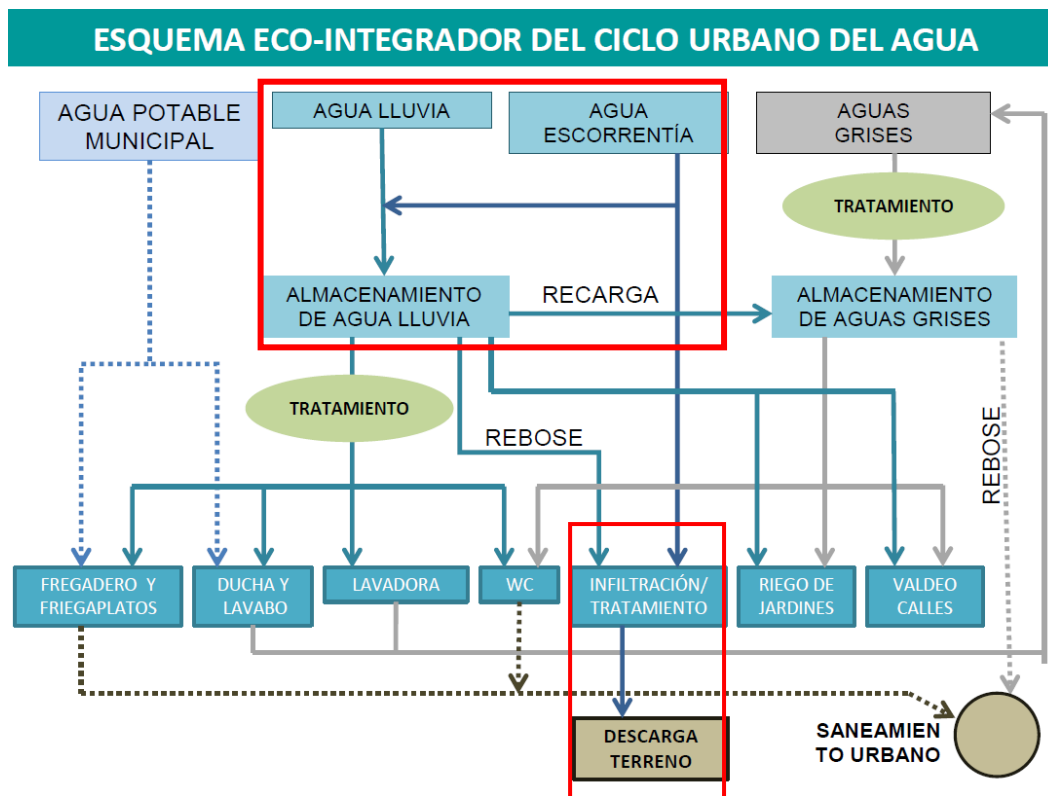 ESQUEMA ECO-INTEGRADOR DEL CICLO URBANO DEL AGUA
AGUA POTABLE
MUNICIPAL
AGUA LLUVIA
AGUA
ESCORRENTÍA
AGUAS
GRISES
TRATAMIENTO
ALMACENAMIENTO
DE AGUA LLUVIA
RECARGA
ALMACENAMIENTO
DE AGUAS GRISES
TRATAMIENTO
REBOSE
REBOSE
FREGADERO Y
FRIEGAPLATOS
DUCHA Y
LAVABO
LAVADORA
WC
INFILTRACIÓN/
TRATAMIENTO
RIEGO DE
JARDINES
VALDEO
CALLES
DESCARGA
TERRENO
SANEAMIEN
TO URBANO